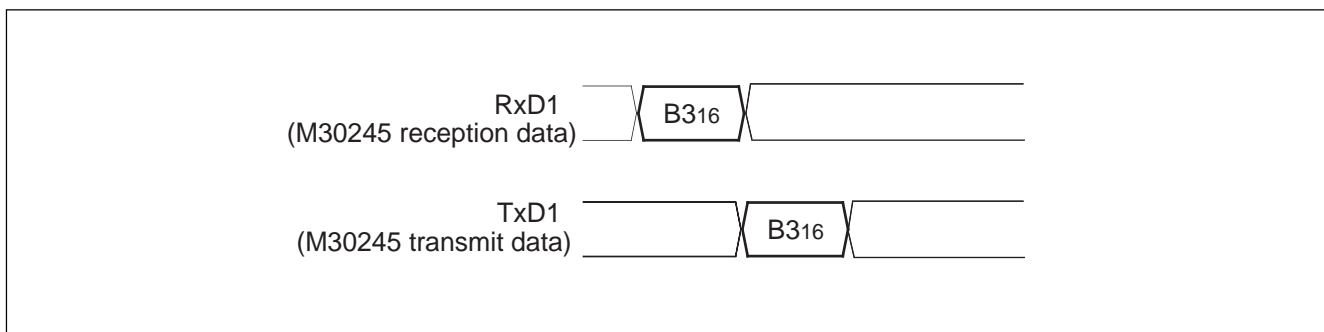 RxD1
(M30245 reception data)
B316
TxD1
(M30245 transmit data)
B316